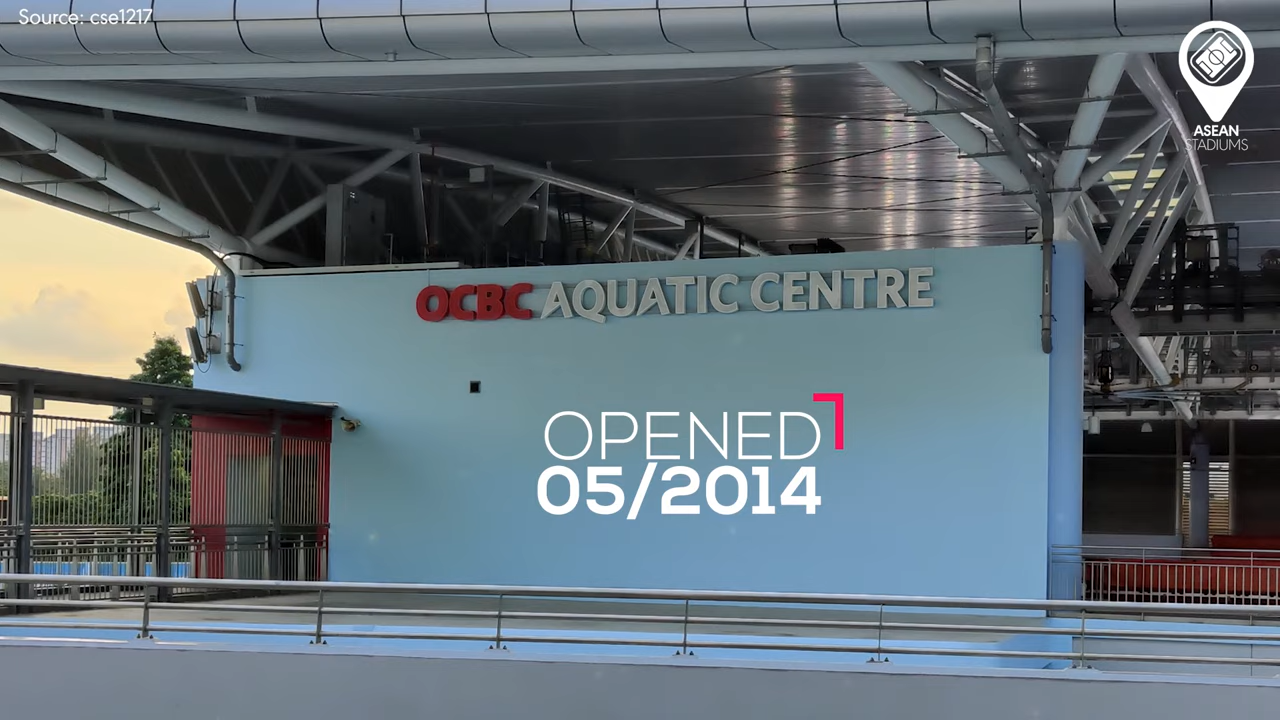 Source: cse1217
ASEAN
STADIUMS
OCBC AQUATIC CENTRE
OPENED
05/2014